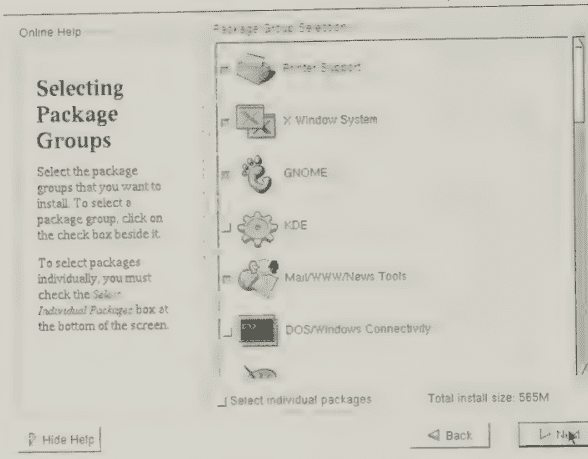 Online Help
Package Group Selection
Selecting
Package
Groups
Select the package
groups that you want to
install. To select a
package group, click on
the check box beside it.
To select packages
individually, you must
check the Select
Individual Packages box at
the bottom of the screen.
Printer Support
X Window System
GNOME
KDE
Mail/WWW/News Tools
DOS/Windows Connectivity
Select individual packages
Total install size: 565M
Hide Help
Back
Next